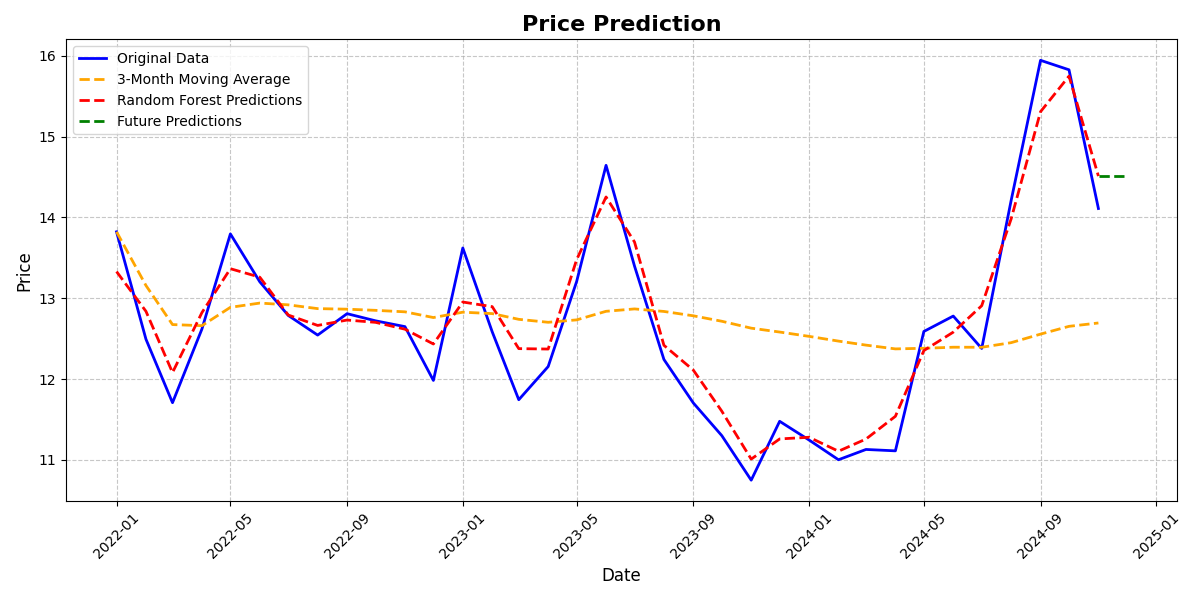 Price Prediction
Original Data
3-Month Moving Average
Random Forest Predictions
Future Predictions
Price
16
15
14
13
12
11
2022-01
2022-05
2022-09
2023-01
2023-05
2023-09
2024-01
2024-05
2024-09
2025-01
Date